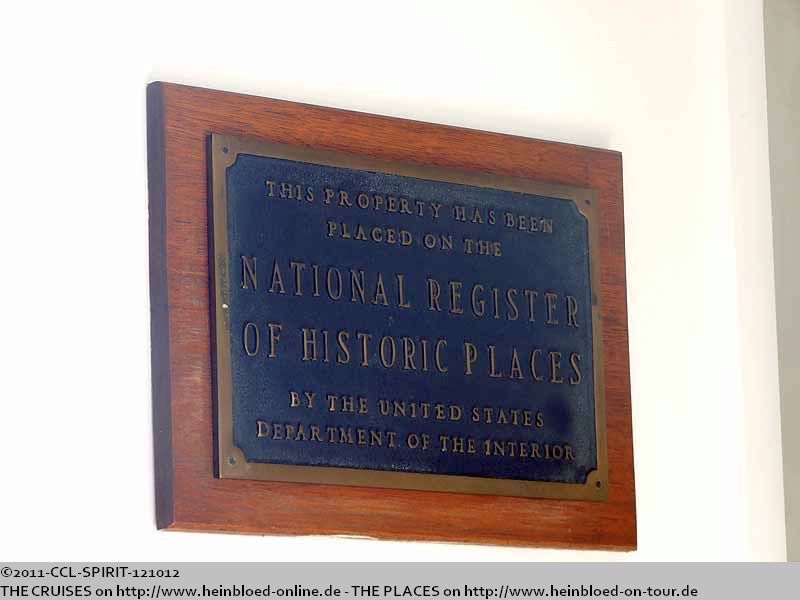 THIS PROPERTY HAS BEEN
PLACED ON THE
NATIONAL REGISTER
OF HISTORIC PLACES
BY THE UNITED STATES
DEPARTMENT OF THE INTERIOR
©2011-CCL-SPIRIT-121012
THE CRUISES on http://www.heinbloed-online.de - THE PLACES on http://www.heinbloed-on-tour.de